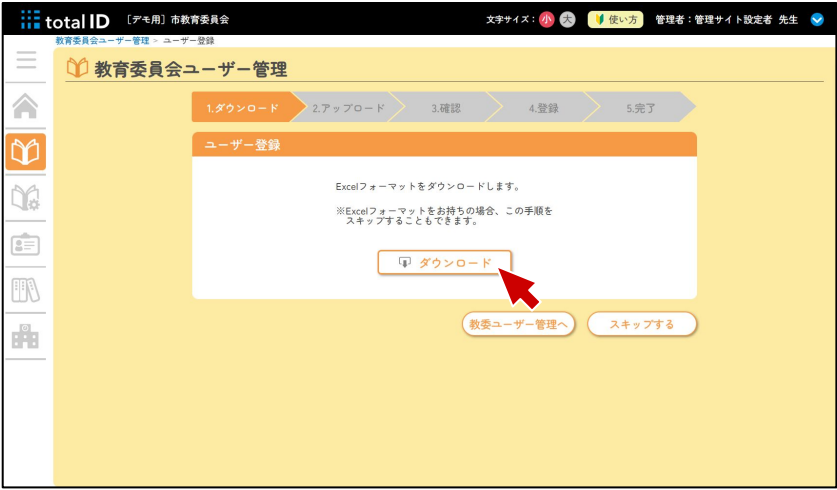 total ID [デモ用] 市教育委員会 文字サイズ： 小 大 使い方 管理者：管理サイト設定者 先生
教育委員会ユーザー管理 > ユーザー登録
教育委員会ユーザー管理
1.ダウンロード 2.アップロード 3.確認 4.登録 5.完了
ユーザー登録
Excelフォーマットをダウンロードします。
※Excelフォーマットをお持ちの場合、この手順を
スキップすることもできます。
ダウンロード
教委ユーザー管理へ スキップする